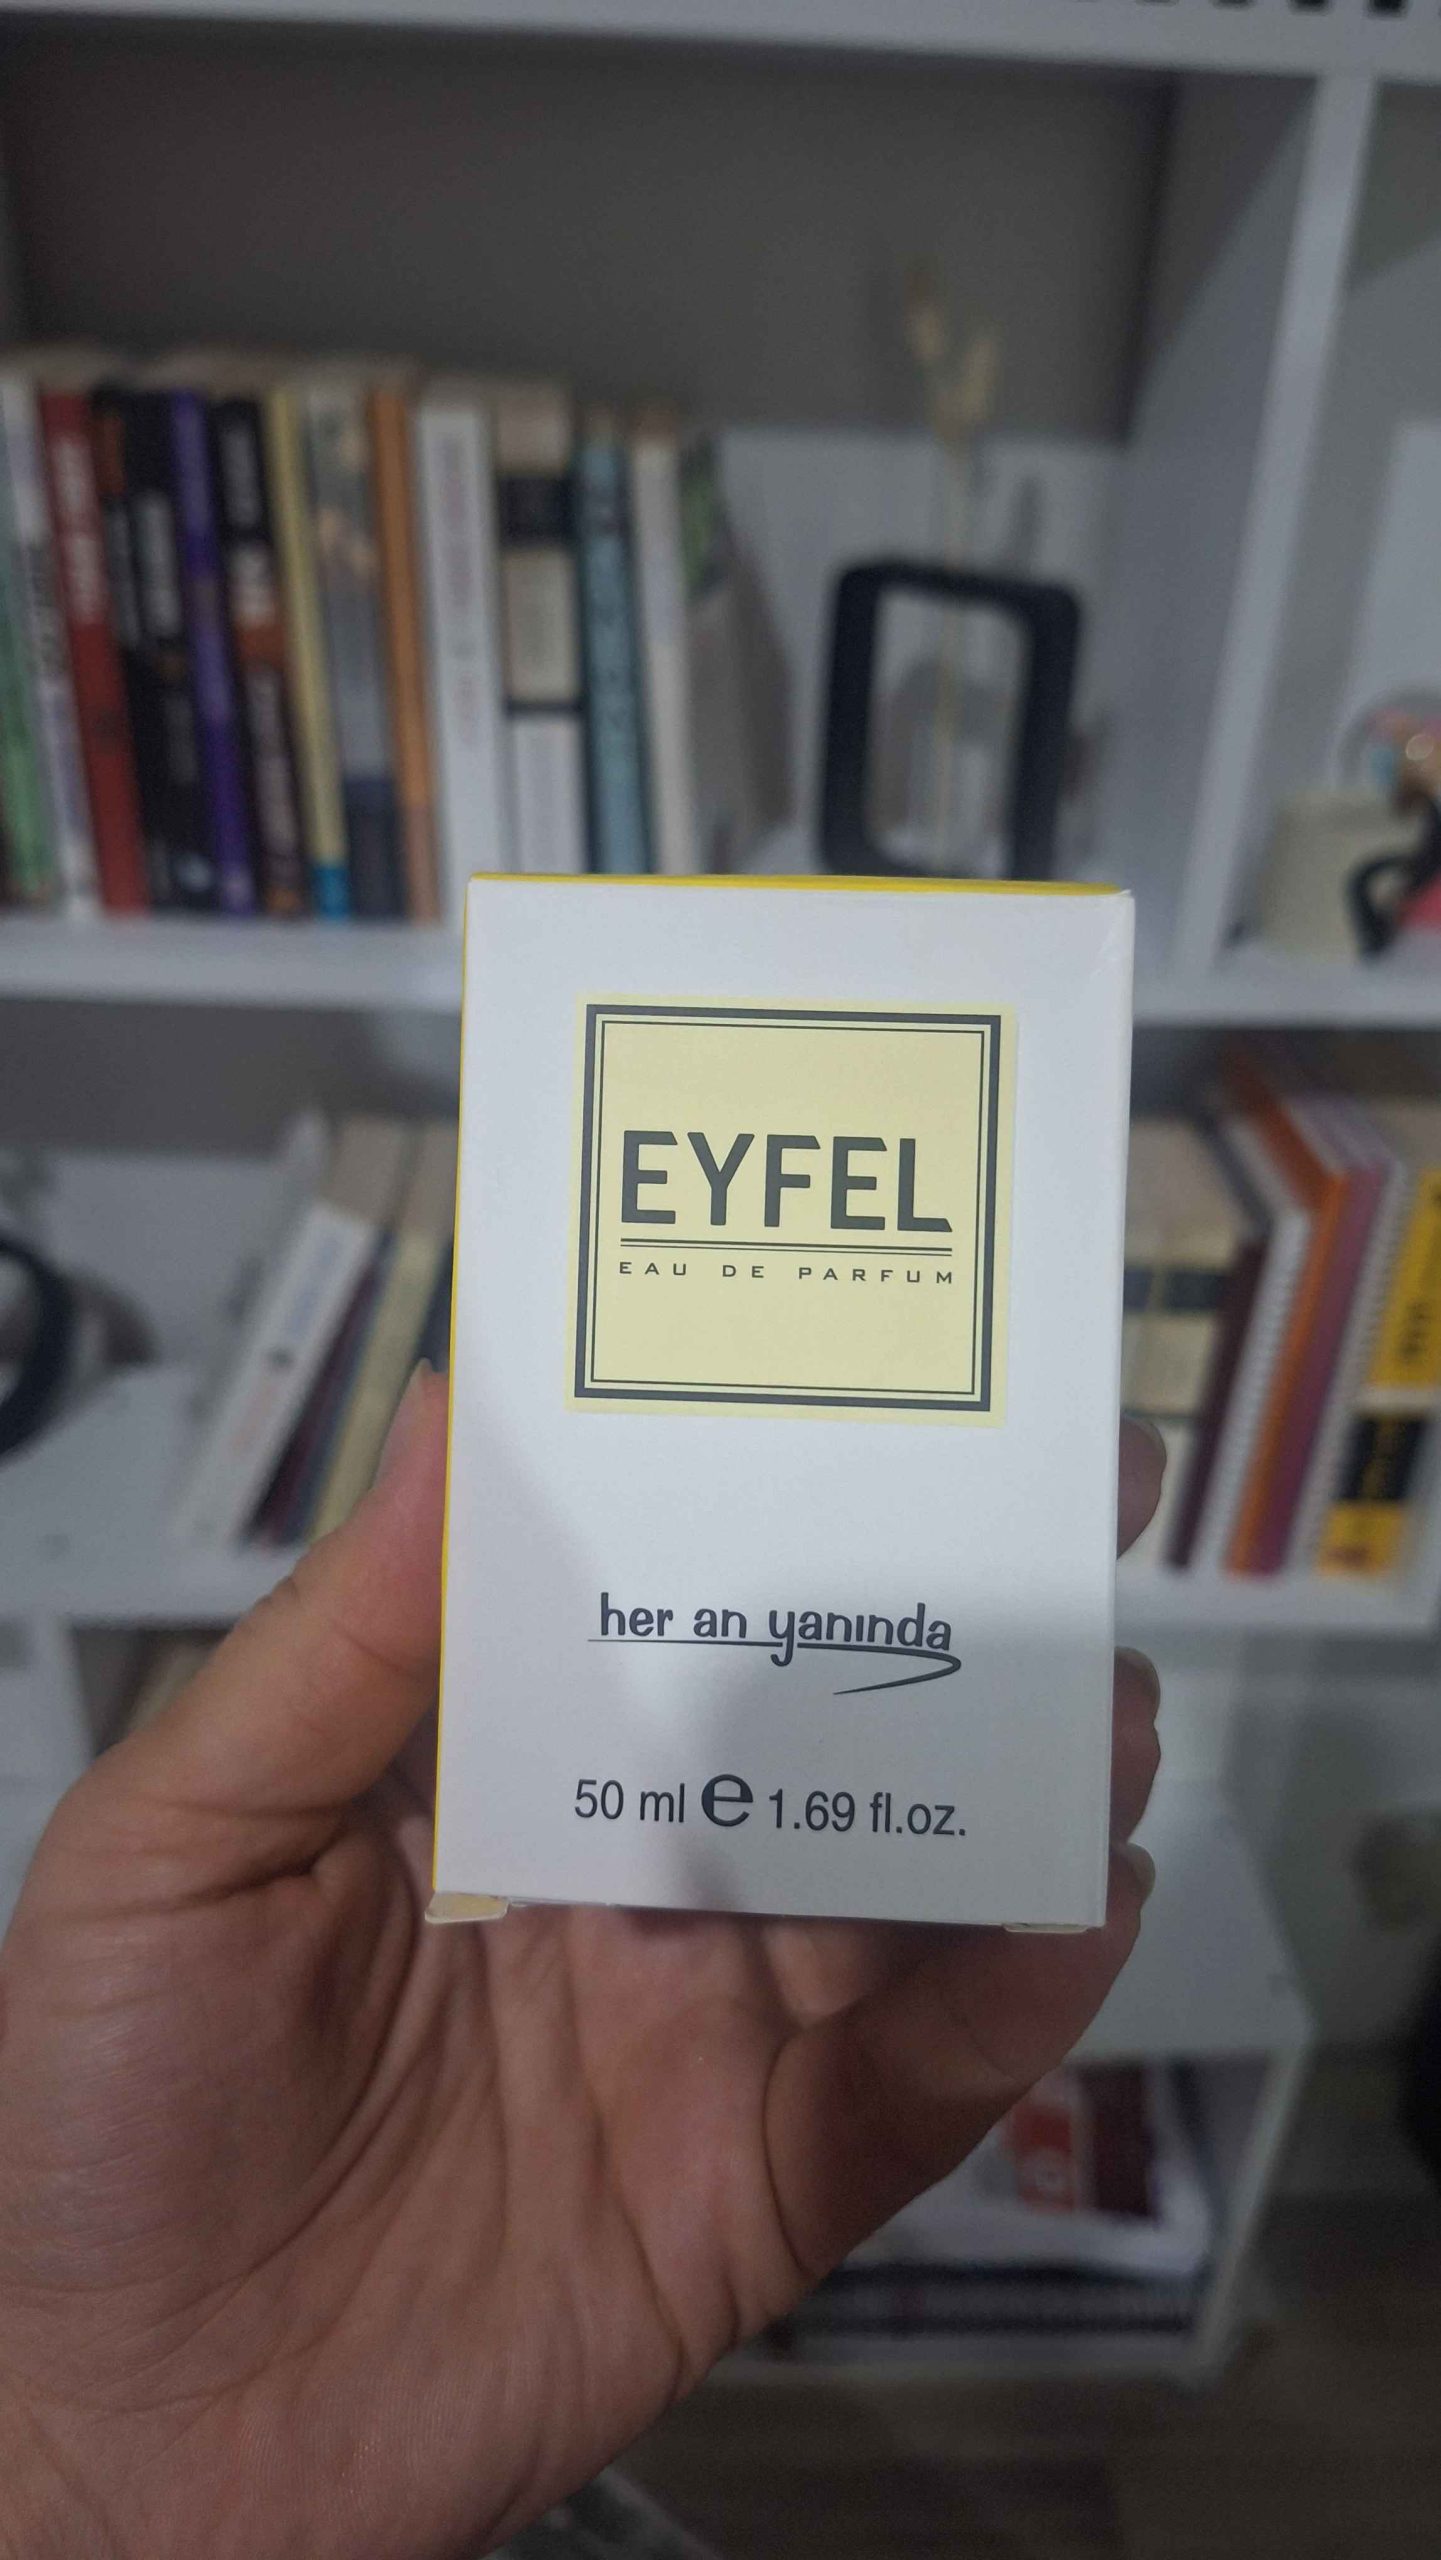 EYFEL
EAU DE PARFUM
her an yanında
50 ml e 1.69 fl.oz.